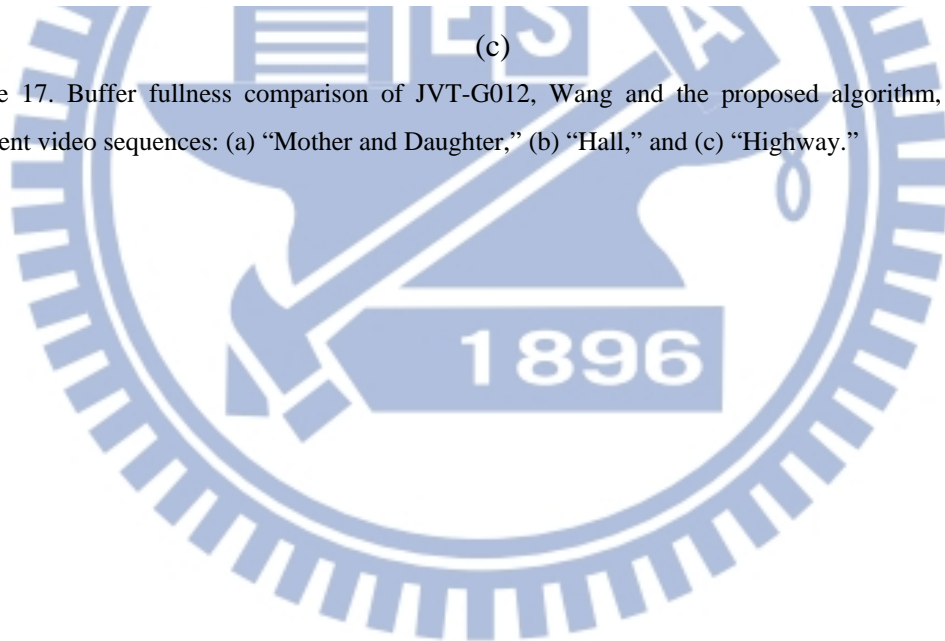 ES A
(c)
e 17. Buffer fullness comparison of JVT-G012, Wang and the proposed algorithm,
ent video sequences: (a) “Mother and Daughter,” (b) “Hall,” and (c) “Highway.”
1896